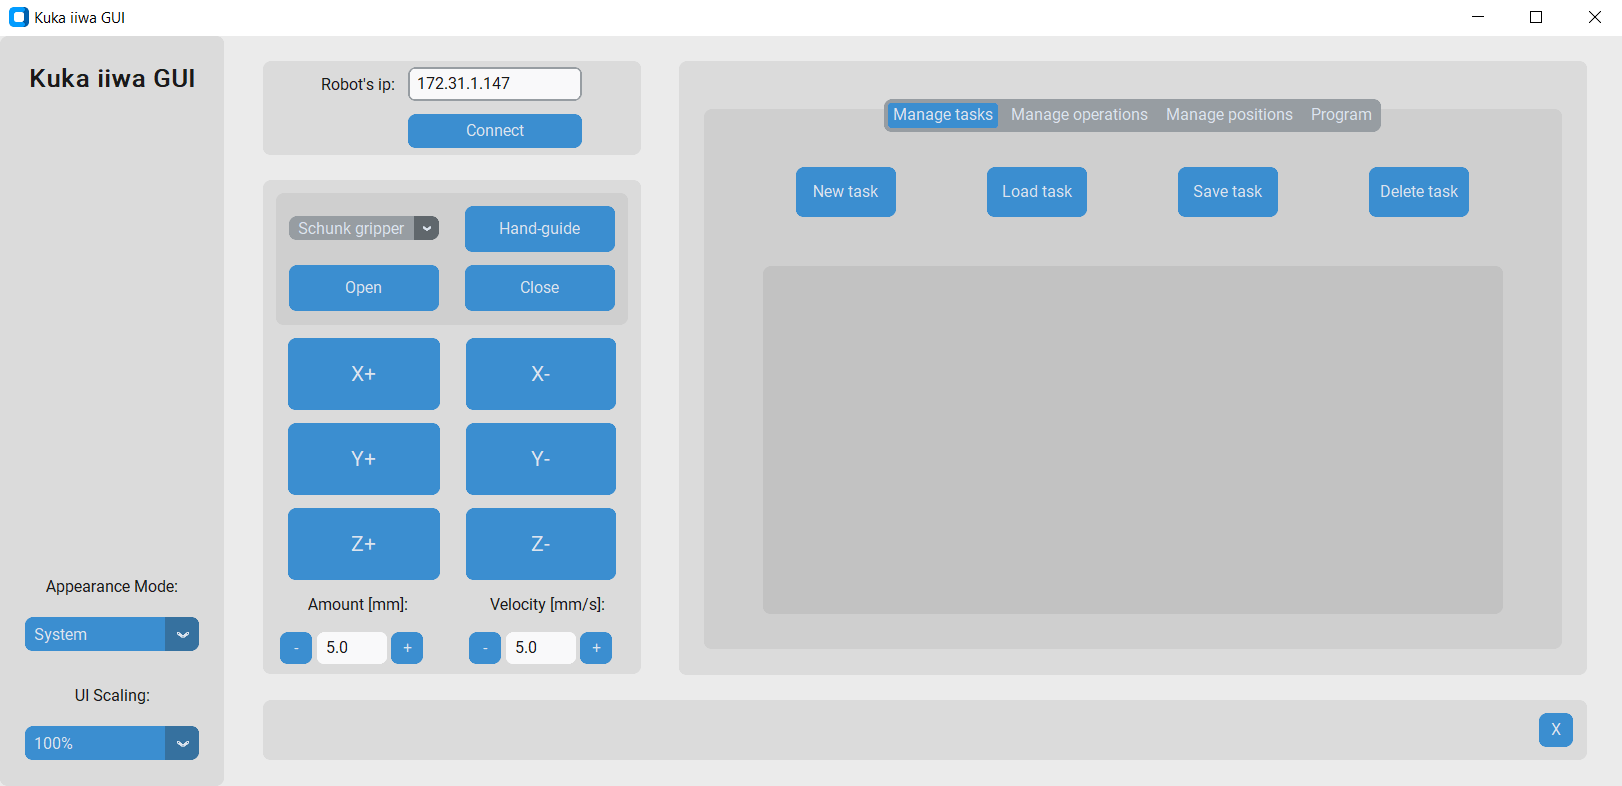 Kuka iiwa GUI
Kuka iiwa GUI
Appearance Mode:
System
UI Scaling:
100%
Robot's ip: 172.31.1.147
Connect
Schunk gripper Hand-guide
Open Close
X+ X-
Y+ Y-
Z+ Z-
Amount [mm]: Velocity [mm/s]:
- 5.0 + - 5.0 +
Manage tasks Manage operations Manage positions Program
New task Load task Save task Delete task
X